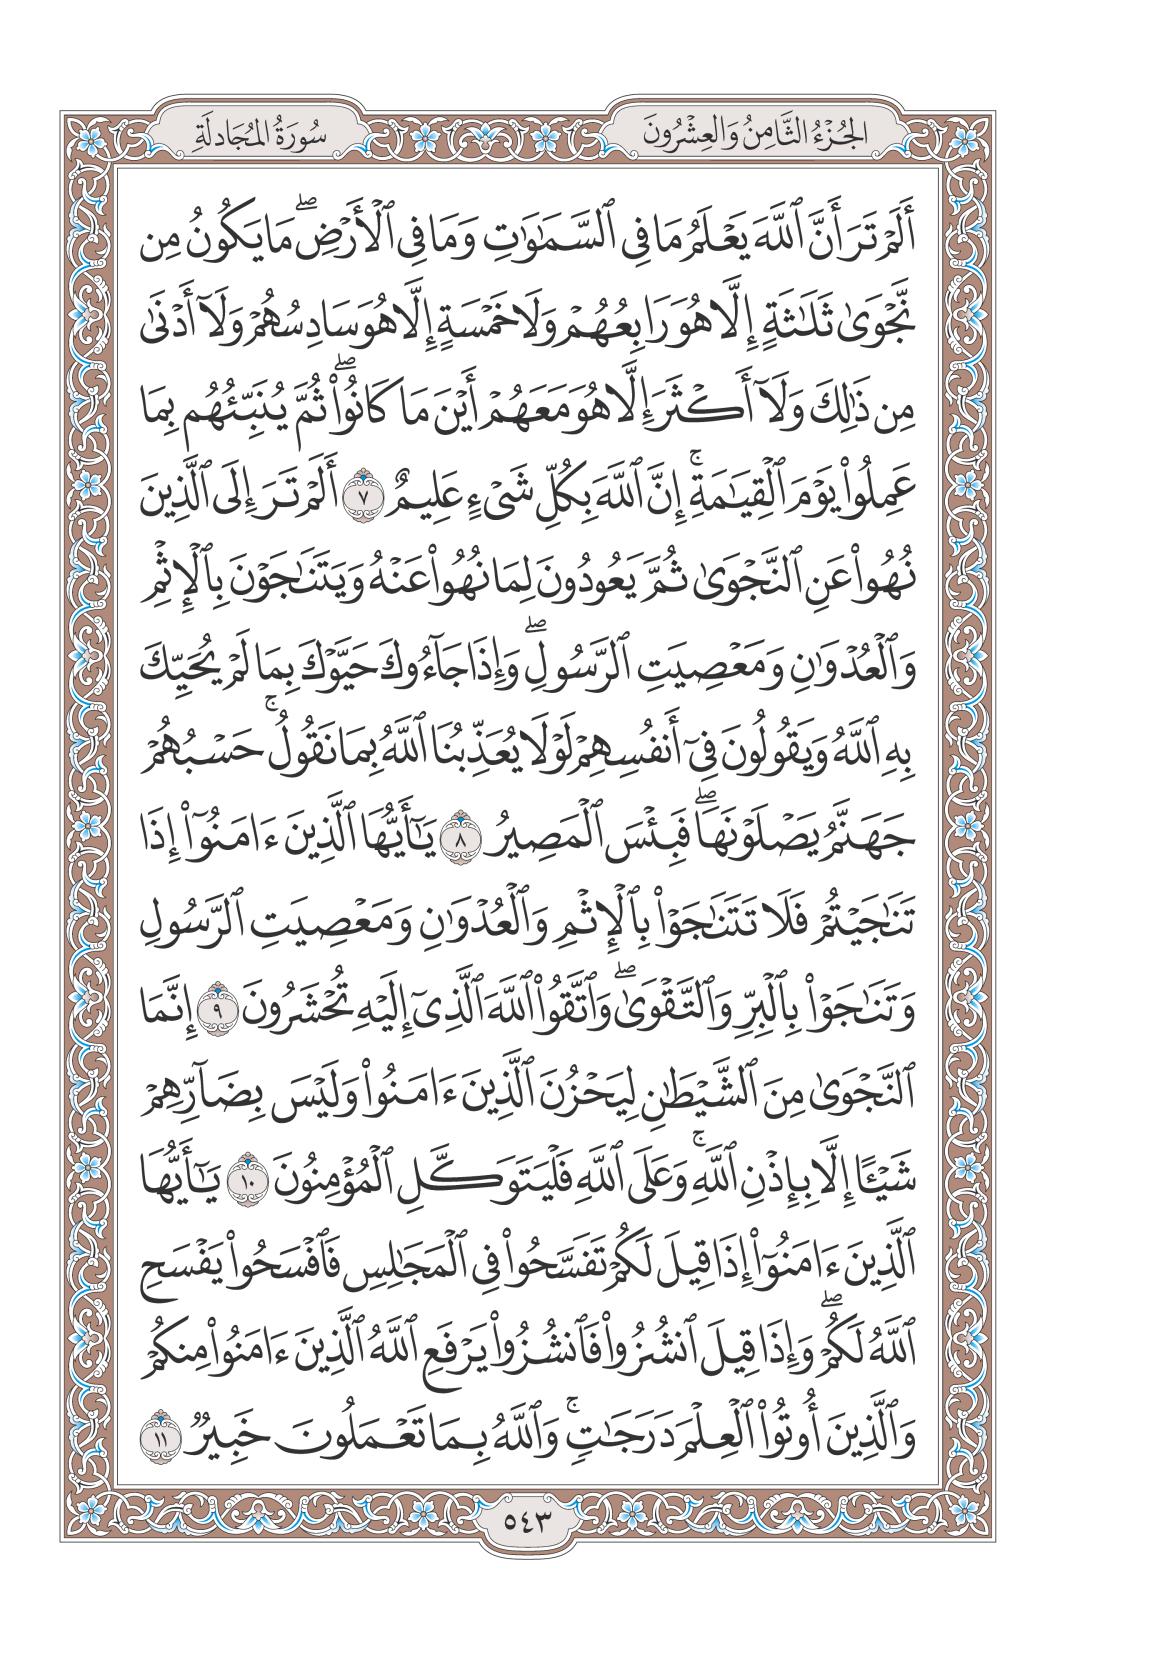 الجُزْءُ الثَّامِنُ وَالعِشْرُونَ
سُورَةُ المُجَادلَةِ
أَلَمْ تَرَ أَنَّ ٱللَّهَ يَعْلَمُ مَا فِي ٱلسَّمَٰوَٰتِ وَمَا فِي ٱلْأَرْضِۖ مَا يَكُونُ مِن
نَّجْوَىٰ ثَلَٰثَةٍ إِلَّا هُوَ رَابِعُهُمْ وَلَا خَمْسَةٍ إِلَّا هُوَ سَادِسُهُمْ وَلَآ أَدْنَىٰ
مِن ذَٰلِكَ وَلَآ أَكْثَرَ إِلَّا هُوَ مَعَهُمْ أَيْنَ مَا كَانُوا۟ۖ ثُمَّ يُنَبِّئُهُم بِمَا
عَمِلُوا۟ يَوْمَ ٱلْقِيَٰمَةِۚ إِنَّ ٱللَّهَ بِكُلِّ شَيْءٍ عَلِيمٌ ٧ أَلَمْ تَرَ إِلَى ٱلَّذِينَ
نُهُوا۟ عَنِ ٱلنَّجْوَىٰ ثُمَّ يَعُودُونَ لِمَا نُهُوا۟ عَنْهُ وَيَتَنَٰجَوْنَ بِٱلْإِثْمِ
وَٱلْعُدْوَٰنِ وَمَعْصِيَتِ ٱلرَّسُولِۖ وَإِذَا جَآءُوكَ حَيَّوْكَ بِمَا لَمْ يُحَيِّكَ
بِهِ ٱللَّهُ وَيَقُولُونَ فِيٓ أَنفُسِهِمْ لَوْلَا يُعَذِّبُنَا ٱللَّهُ بِمَا نَقُولُۚ حَسْبُهُمْ
جَهَنَّمُ يَصْلَوْنَهَاۖ فَبِئْسَ ٱلْمَصِيرُ ٨ يَٰٓأَيُّهَا ٱلَّذِينَ ءَامَنُوٓا۟ إِذَا
تَنَٰجَيْتُمْ فَلَا تَتَنَٰجَوْا۟ بِٱلْإِثْمِ وَٱلْعُدْوَٰنِ وَمَعْصِيَتِ ٱلرَّسُولِ
وَتَنَٰجَوْا۟ بِٱلْبِرِّ وَٱلتَّقْوَىٰۖ وَٱتَّقُوا۟ ٱللَّهَ ٱلَّذِيٓ إِلَيْهِ تُحْشَرُونَ ٩ إِنَّمَا
ٱلنَّجْوَىٰ مِنَ ٱلشَّيْطَٰنِ لِيَحْزُنَ ٱلَّذِينَ ءَامَنُوا۟ وَلَيْسَ بِضَآرِّهِمْ
شَيْـًٔا إِلَّا بِإِذْنِ ٱللَّهِۚ وَعَلَى ٱللَّهِ فَلْيَتَوَكَّلِ ٱلْمُؤْمِنُونَ ١٠ يَٰٓأَيُّهَا
ٱلَّذِينَ ءَامَنُوٓا۟ إِذَا قِيلَ لَكُمْ تَفَسَّحُوا۟ فِي ٱلْمَجَٰلِسِ فَٱفْسَحُوا۟ يَفْسَحِ
ٱللَّهُ لَكُمْۖ وَإِذَا قِيلَ ٱنشُزُوا۟ فَٱنشُزُوا۟ يَرْفَعِ ٱللَّهُ ٱلَّذِينَ ءَامَنُوا۟ مِنكُمْ
وَٱلَّذِينَ أُوتُوا۟ ٱلْعِلْمَ دَرَجَٰتٍۚ وَٱللَّهُ بِمَا تَعْمَلُونَ خَبِيرٌ ١١
٥٤٣